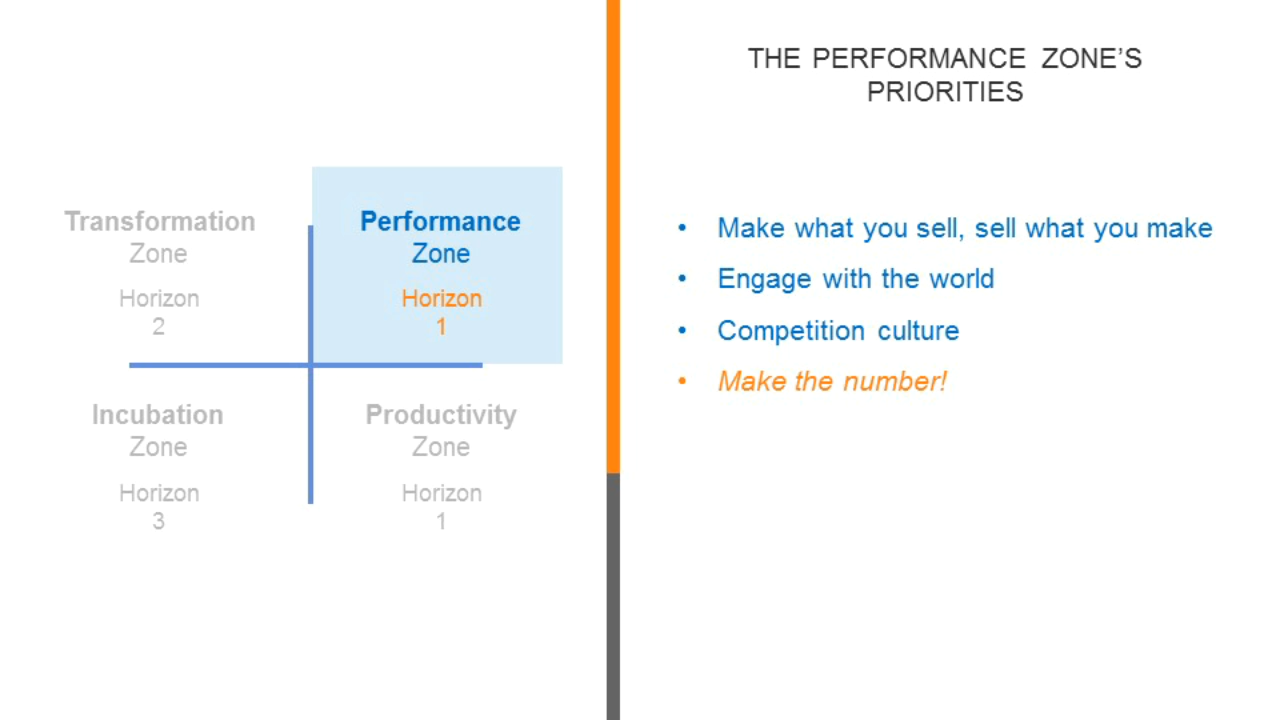 THE PERFORMANCE ZONE’S
PRIORITIES
Transformation
Zone
Horizon
2
Performance
Zone
Horizon
1
Incubation
Zone
Horizon
3
Productivity
Zone
Horizon
1
• Make what you sell, sell what you make
• Engage with the world
• Competition culture
• Make the number!